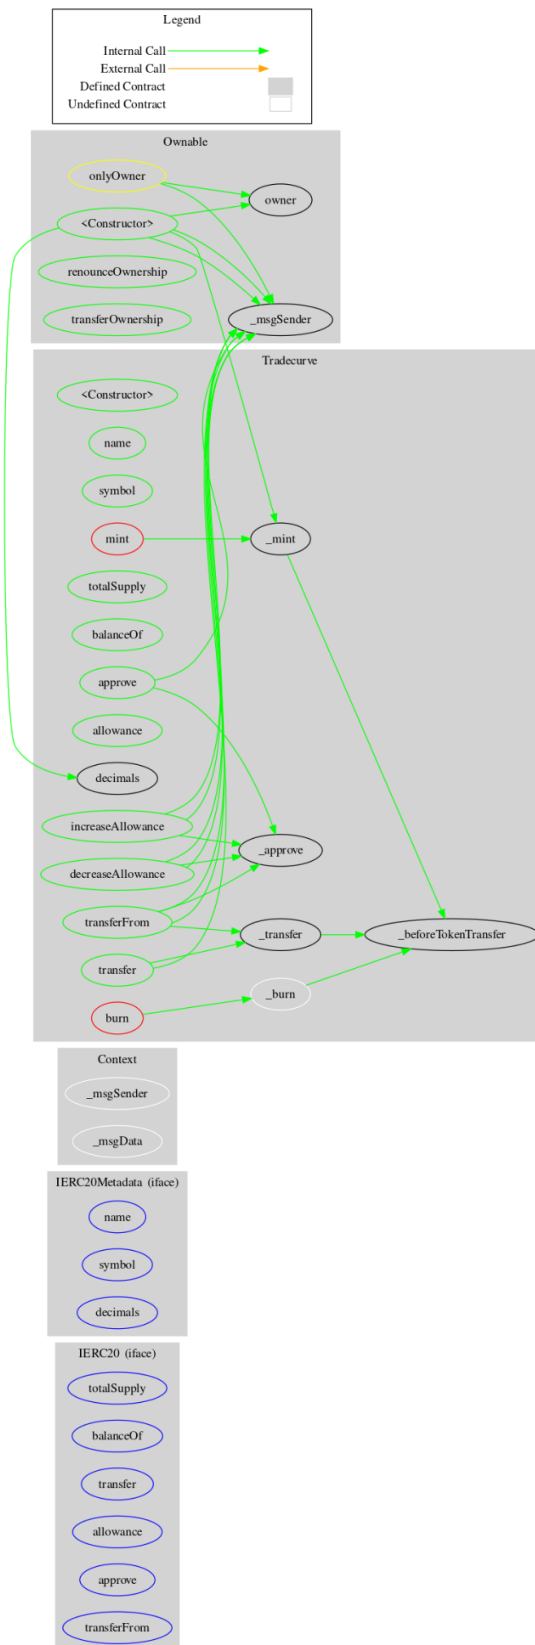 Legend
Internal Call
External Call
Defined Contract
Undefined Contract
Ownable
onlyOwner
owner
<Constructor>
renounceOwnership
transferOwnership
_msgSender
Tradecurve
<Constructor>
name
symbol
mint
_mint
totalSupply
balanceOf
approve
allowance
decimals
increaseAllowance
_approve
decreaseAllowance
transferFrom
_transfer
_beforeTokenTransfer
transfer
_burn
burn
Context
_msgSender
_msgData
IERC20Metadata (iface)
name
symbol
decimals
IERC20 (iface)
totalSupply
balanceOf
transfer
allowance
approve
transferFrom